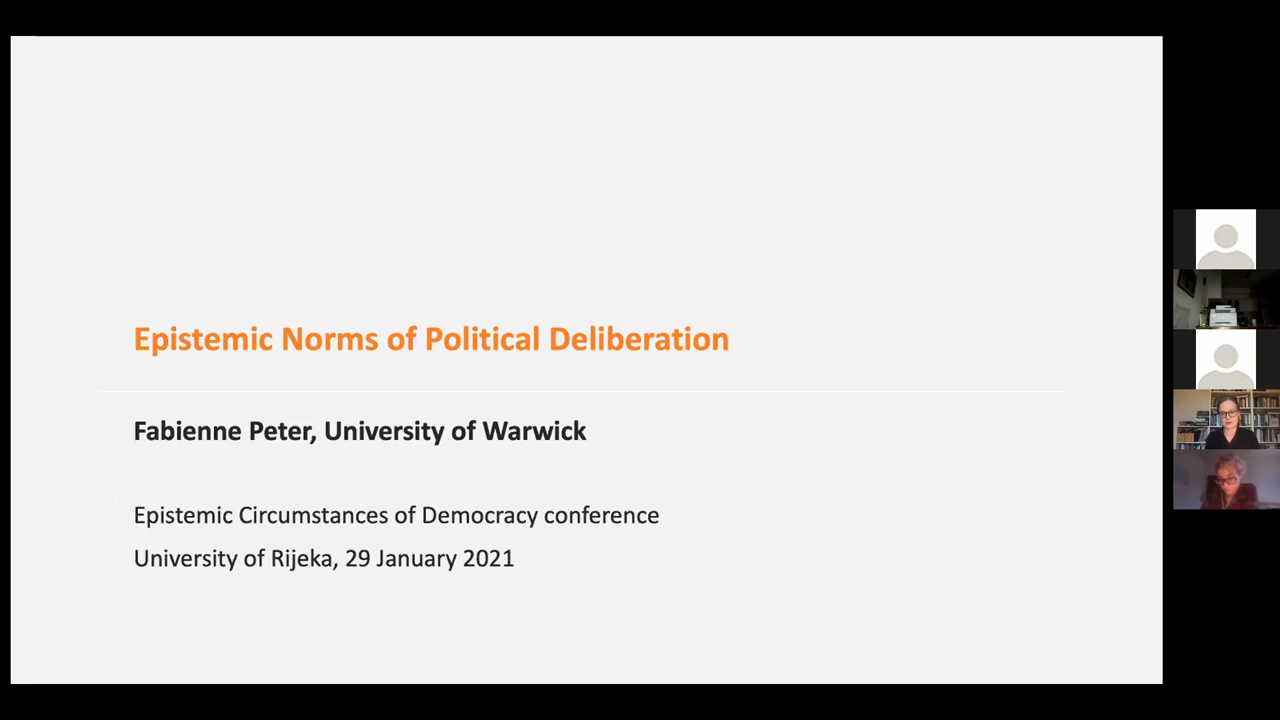 Epistemic Norms of Political Deliberation
Fabienne Peter, University of Warwick
Epistemic Circumstances of Democracy conference
University of Rijeka, 29 January 2021